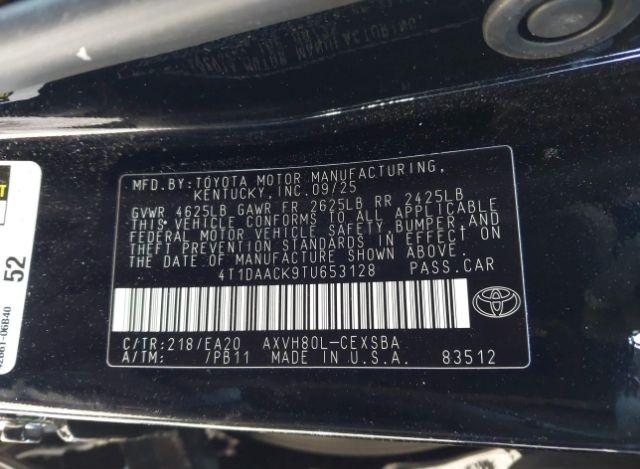 MFD.BY:TOYOTA MOTOR MANUFACTURING,
KENTUCKY, INC.09/25
GVWR 4625LB GAWR FR 2625LB RR 2425LB
THIS VEHICLE CONFORMS TO ALL APPLICABLE
FEDERAL MOTOR VEHICLE SAFETY,BUMPER,AND
THEFT PREVENTION STANDARDS IN EFFECT ON
THE DATE OF MANUFACTURE SHOWN ABOVE.
4T1DAACK9TU653128 PASS.CAR
C/TR:218/EA20 AXVH80L-CEXSBA
A/TM: /PB11 MADE IN U.S.A. 83512
52